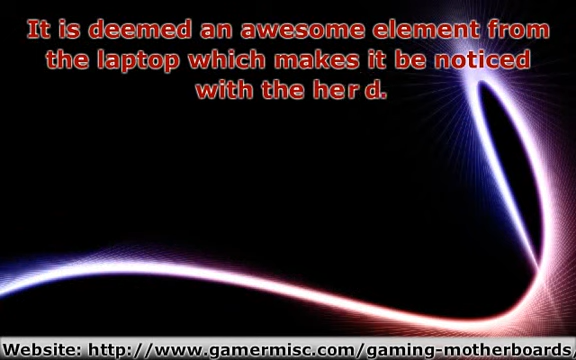 It is deemed an awesome element from
the laptop which makes it be noticed
with the her d.
Website: http://www.gamermisc.com/gaming-motherboards